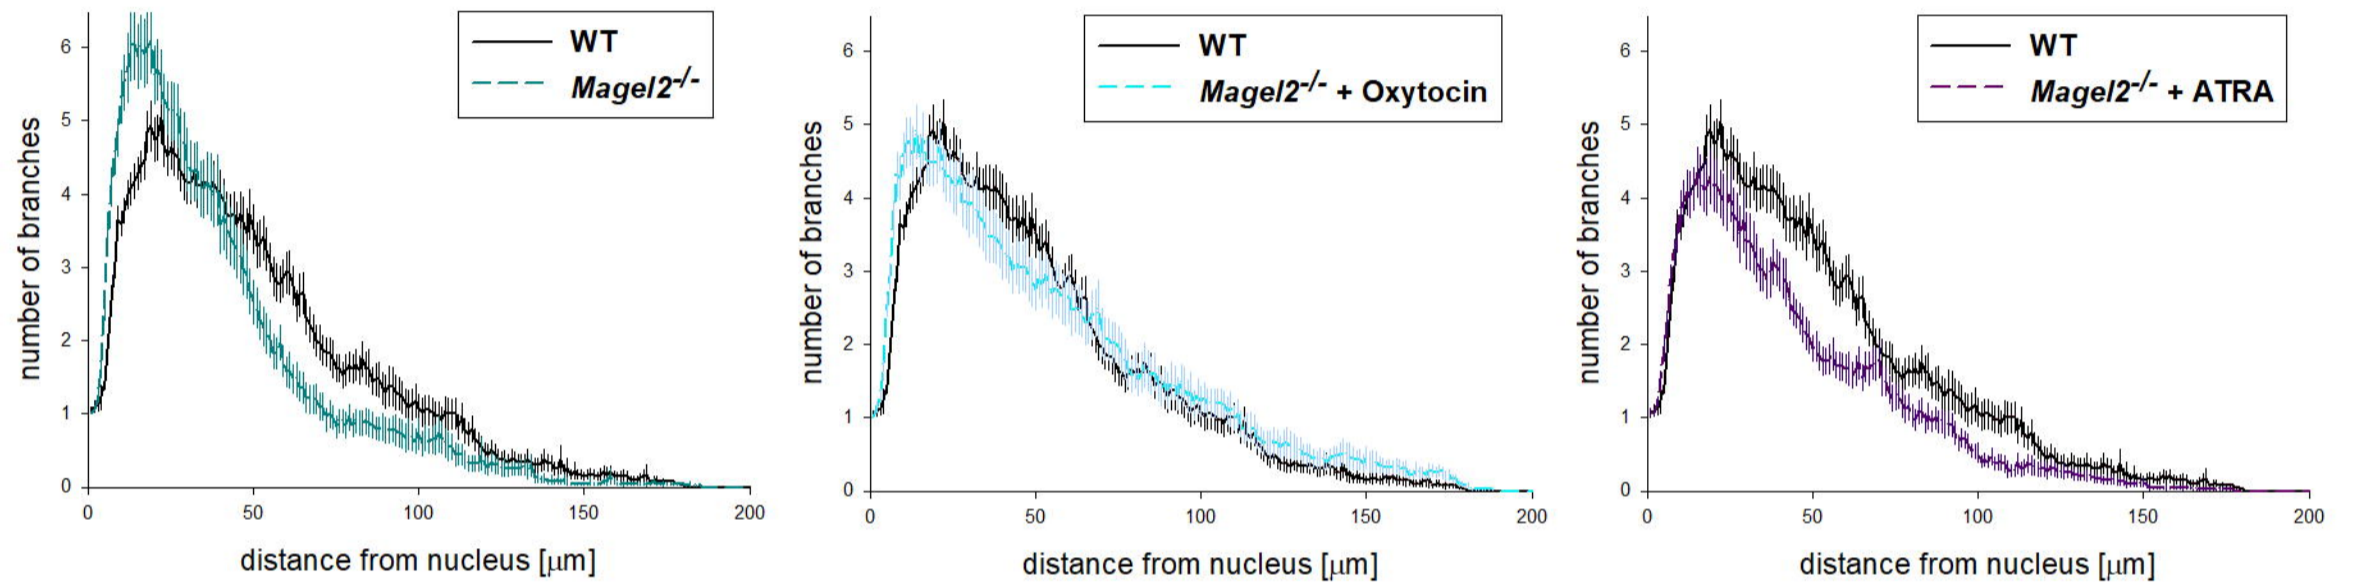 number of branches
6
5
4
3
2
1
0
0 50 100 150 200
distance from nucleus [μm]
WT
Magel2-/-
number of branches
6
5
4
3
2
1
0
0 50 100 150 200
distance from nucleus [μm]
WT
Magel2-/- + Oxytocin
number of branches
6
5
4
3
2
1
0
0 50 100 150 200
distance from nucleus [μm]
WT
Magel2-/- + ATRA